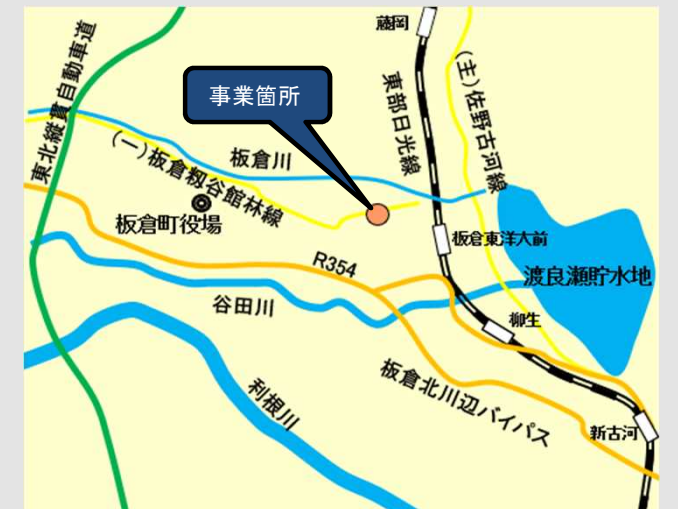 藤岡
東北縦貫自動車道
事業箇所
東部日光線
(主)佐野古河線
(一)板倉籾谷館林線
板倉川
板倉町役場
板倉東洋大前
R354
渡良瀬貯水地
谷田川
柳生
利根川
板倉北川辺バイパス
新古河